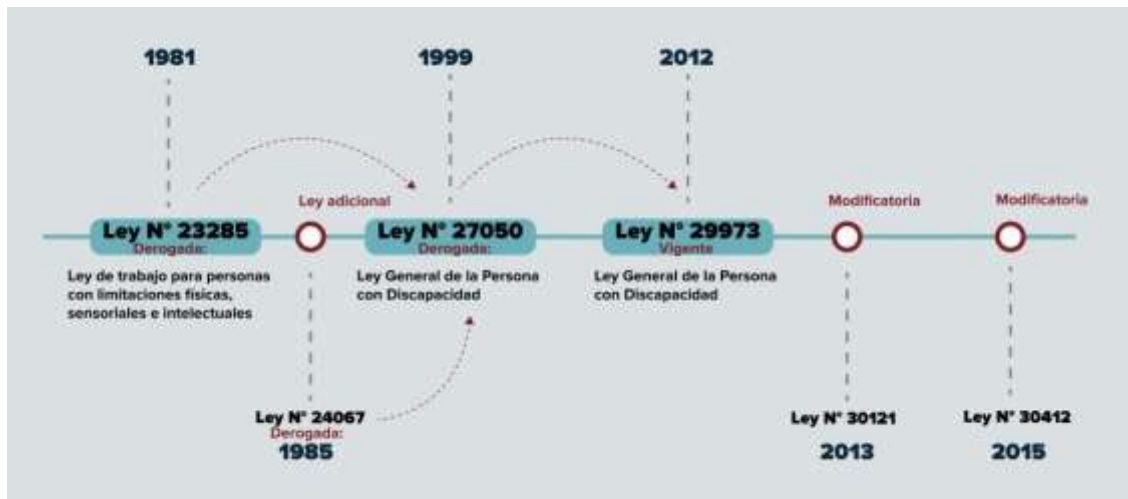 1981
1999
2012
Ley adicional
Modificatoria
Modificatoria
Ley N° 23285
Derogada:
Ley N° 27050
Derogada:
Ley N° 29973
Vigente
Ley de trabajo para personas
con limitaciones físicas,
sensoriales e intelectuales
Ley General de la Persona
con Discapacidad
Ley General de la Persona
con Discapacidad
Ley N° 24067
Derogada:
1985
Ley N° 30121
2013
Ley N° 30412
2015